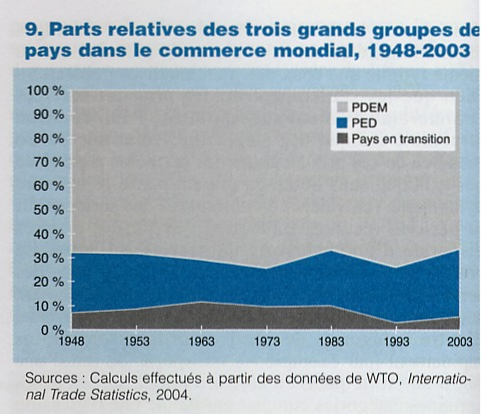 9. Parts relatives des trois grands groupes de
pays dans le commerce mondial, 1948-2003
100 %
90 %
80 %
70 %
60 %
50 %
40 %
30 %
20 %
10 %
0 %
PDEM
PED
Pays en transition
1948 1953 1963 1973 1983 1993 2003
Sources : Calculs effectués à partir des données de WTO, Internatio-
nal Trade Statistics, 2004.